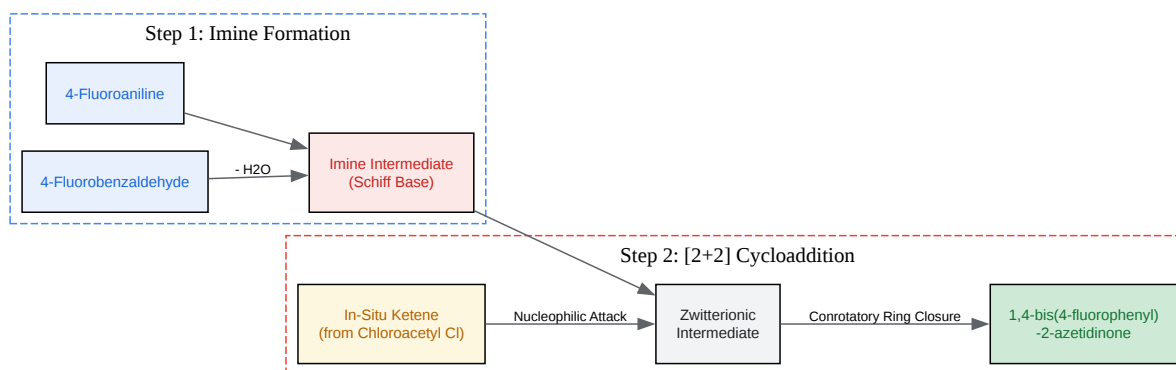 Step 1: Imine Formation
4-Fluoroaniline
4-Fluorobenzaldehyde
- H2O
Imine Intermediate
(Schiff Base)
Step 2: [2+2] Cycloaddition
In-Situ Ketene
(from Chloroacetyl Cl)
Nucleophilic Attack
Zwitterionic
Intermediate
Conrotatory Ring Closure
1,4-bis(4-fluorophenyl)
-2-azetidinone